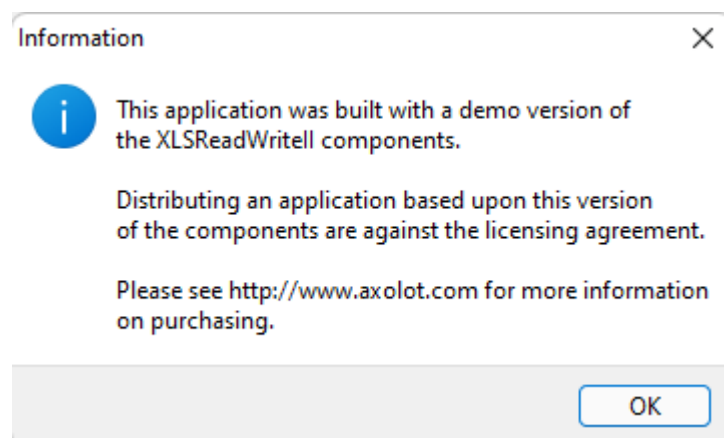 Information
This application was built with a demo version of
the XLSReadWriteII components.
Distributing an application based upon this version
of the components are against the licensing agreement.
Please see http://www.axolot.com for more information
on purchasing.
OK